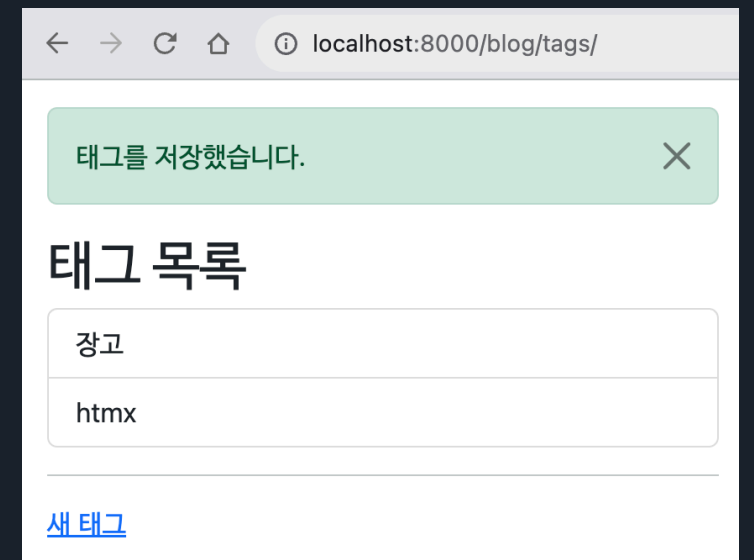 localhost:8000/blog/tags/
태그를 저장했습니다.
태그 목록
장고
htmx
새 태그